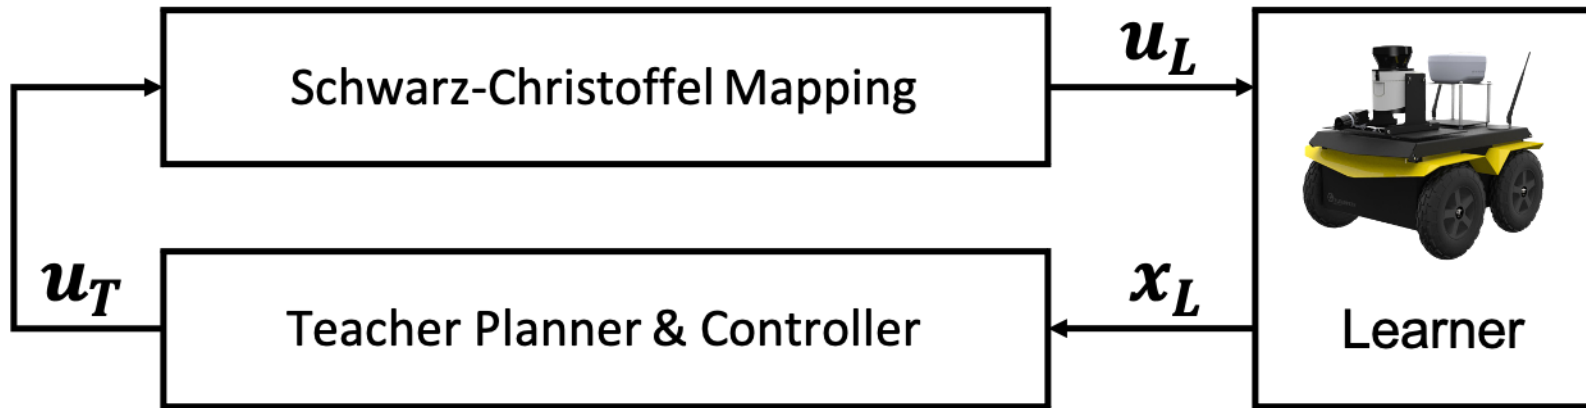 Schwarz-Christoffel Mapping
u_L
u_T
Teacher Planner & Controller
x_L
Learner